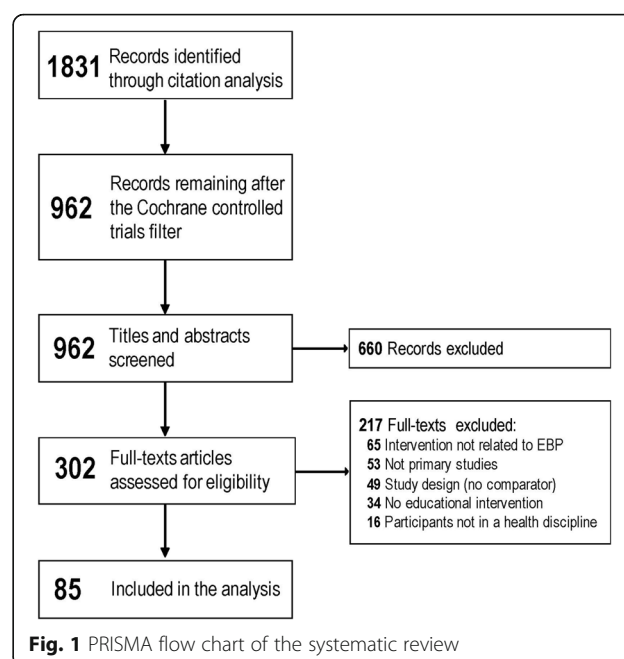 1831 Records identified
through citation analysis
962 Records remaining after
the Cochrane controlled
trials filter
962 Titles and abstracts
screened
660 Records excluded
302 Full-texts articles
assessed for eligibility
217 Full-texts excluded:
65 Intervention not related to EBP
53 Not primary studies
49 Study design (no comparator)
34 No educational intervention
16 Participants not in a health discipline
85 Included in the analysis
Fig. 1 PRISMA flow chart of the systematic review